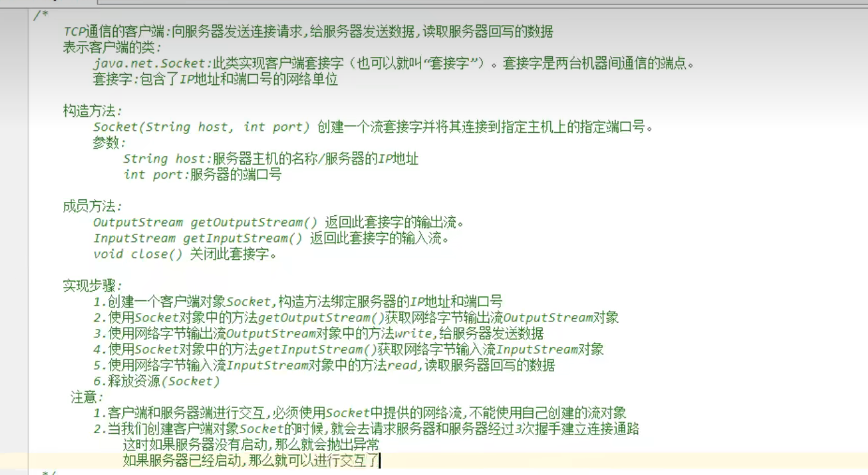 /*
TCP通信的客户端:向服务器发送连接请求,给服务器发送数据,读取服务器回写的数据
表示客户端的类:
java.net.Socket:此类实现客户端套接字（也可以就叫“套接字”）。套接字是两台机器间通信的端点。
套接字:包含了IP地址和端口号的网络单位
构造方法:
Socket(String host, int port) 创建一个流套接字并将其连接到指定主机上的指定端口号。
参数:
String host:服务器主机的名称/服务器的IP地址
int port:服务器的端口号
成员方法:
OutputStream getOutputStream() 返回此套接字的输出流。
InputStream getInputStream() 返回此套接字的输入流。
void close() 关闭此套接字。
实现步骤:
1.创建一个客户端对象Socket,构造方法绑定服务器的IP地址和端口号
2.使用Socket对象中的方法getOutputStream()获取网络字节输出流OutputStream对象
3.使用网络字节输出流OutputStream对象中的方法write,给服务器发送数据
4.使用Socket对象中的方法getInputStream()获取网络字节输入流InputStream对象
5.使用网络字节输入流InputStream对象中的方法read,读取服务器回写的数据
6.释放资源(Socket)
注意:
1.客户端和服务器端进行交互,必须使用Socket中提供的网络流,不能使用自己创建的流对象
2.当我们创建客户端对象Socket的时候,就会去请求服务器和服务器经过3次握手建立连接通路
这时如果服务器没有启动,那么就会抛出异常
如果服务器已经启动,那么就可以进行交互了
*/